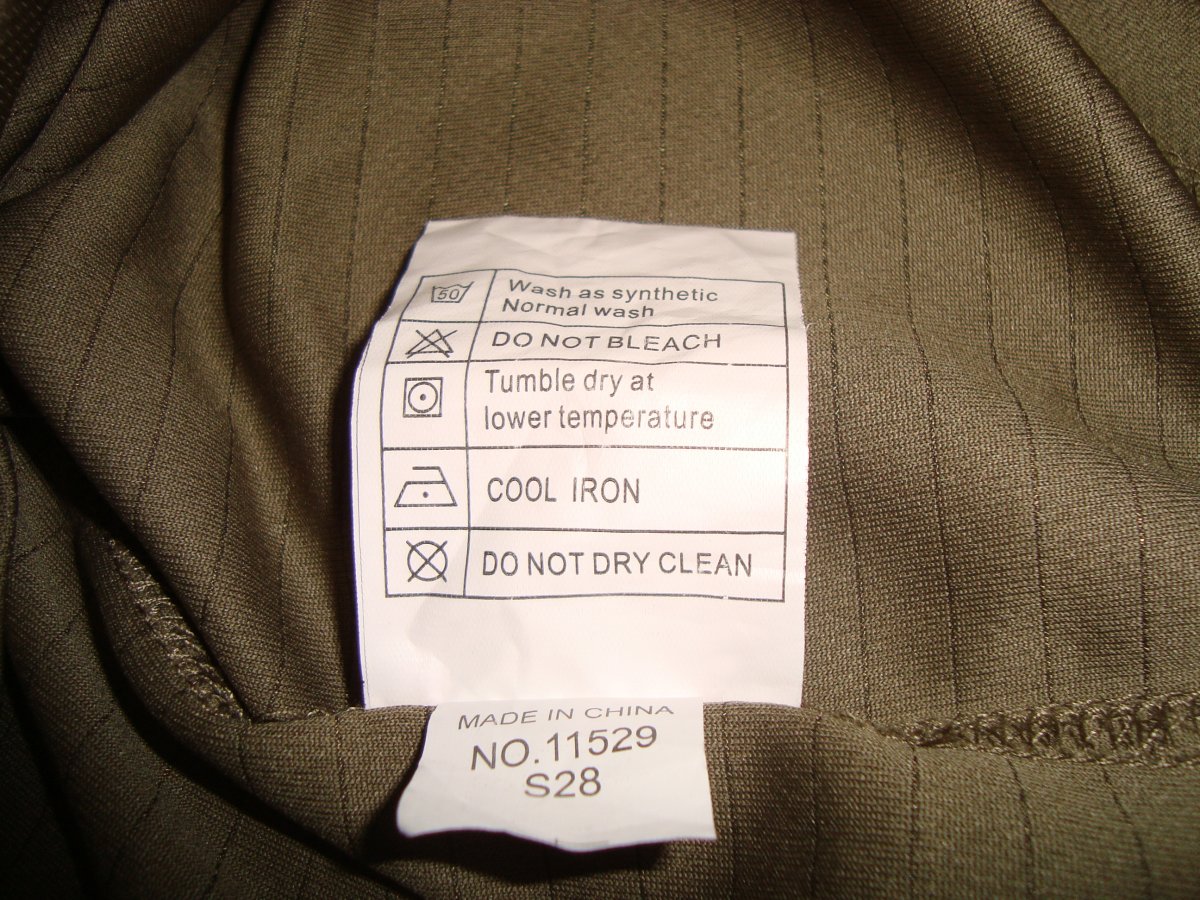 50
Wash as synthetic
Normal wash
DO NOT BLEACH
Tumble dry at
lower temperature
COOL IRON
DO NOT DRY CLEAN
MADE IN CHINA
NO.11529
S28